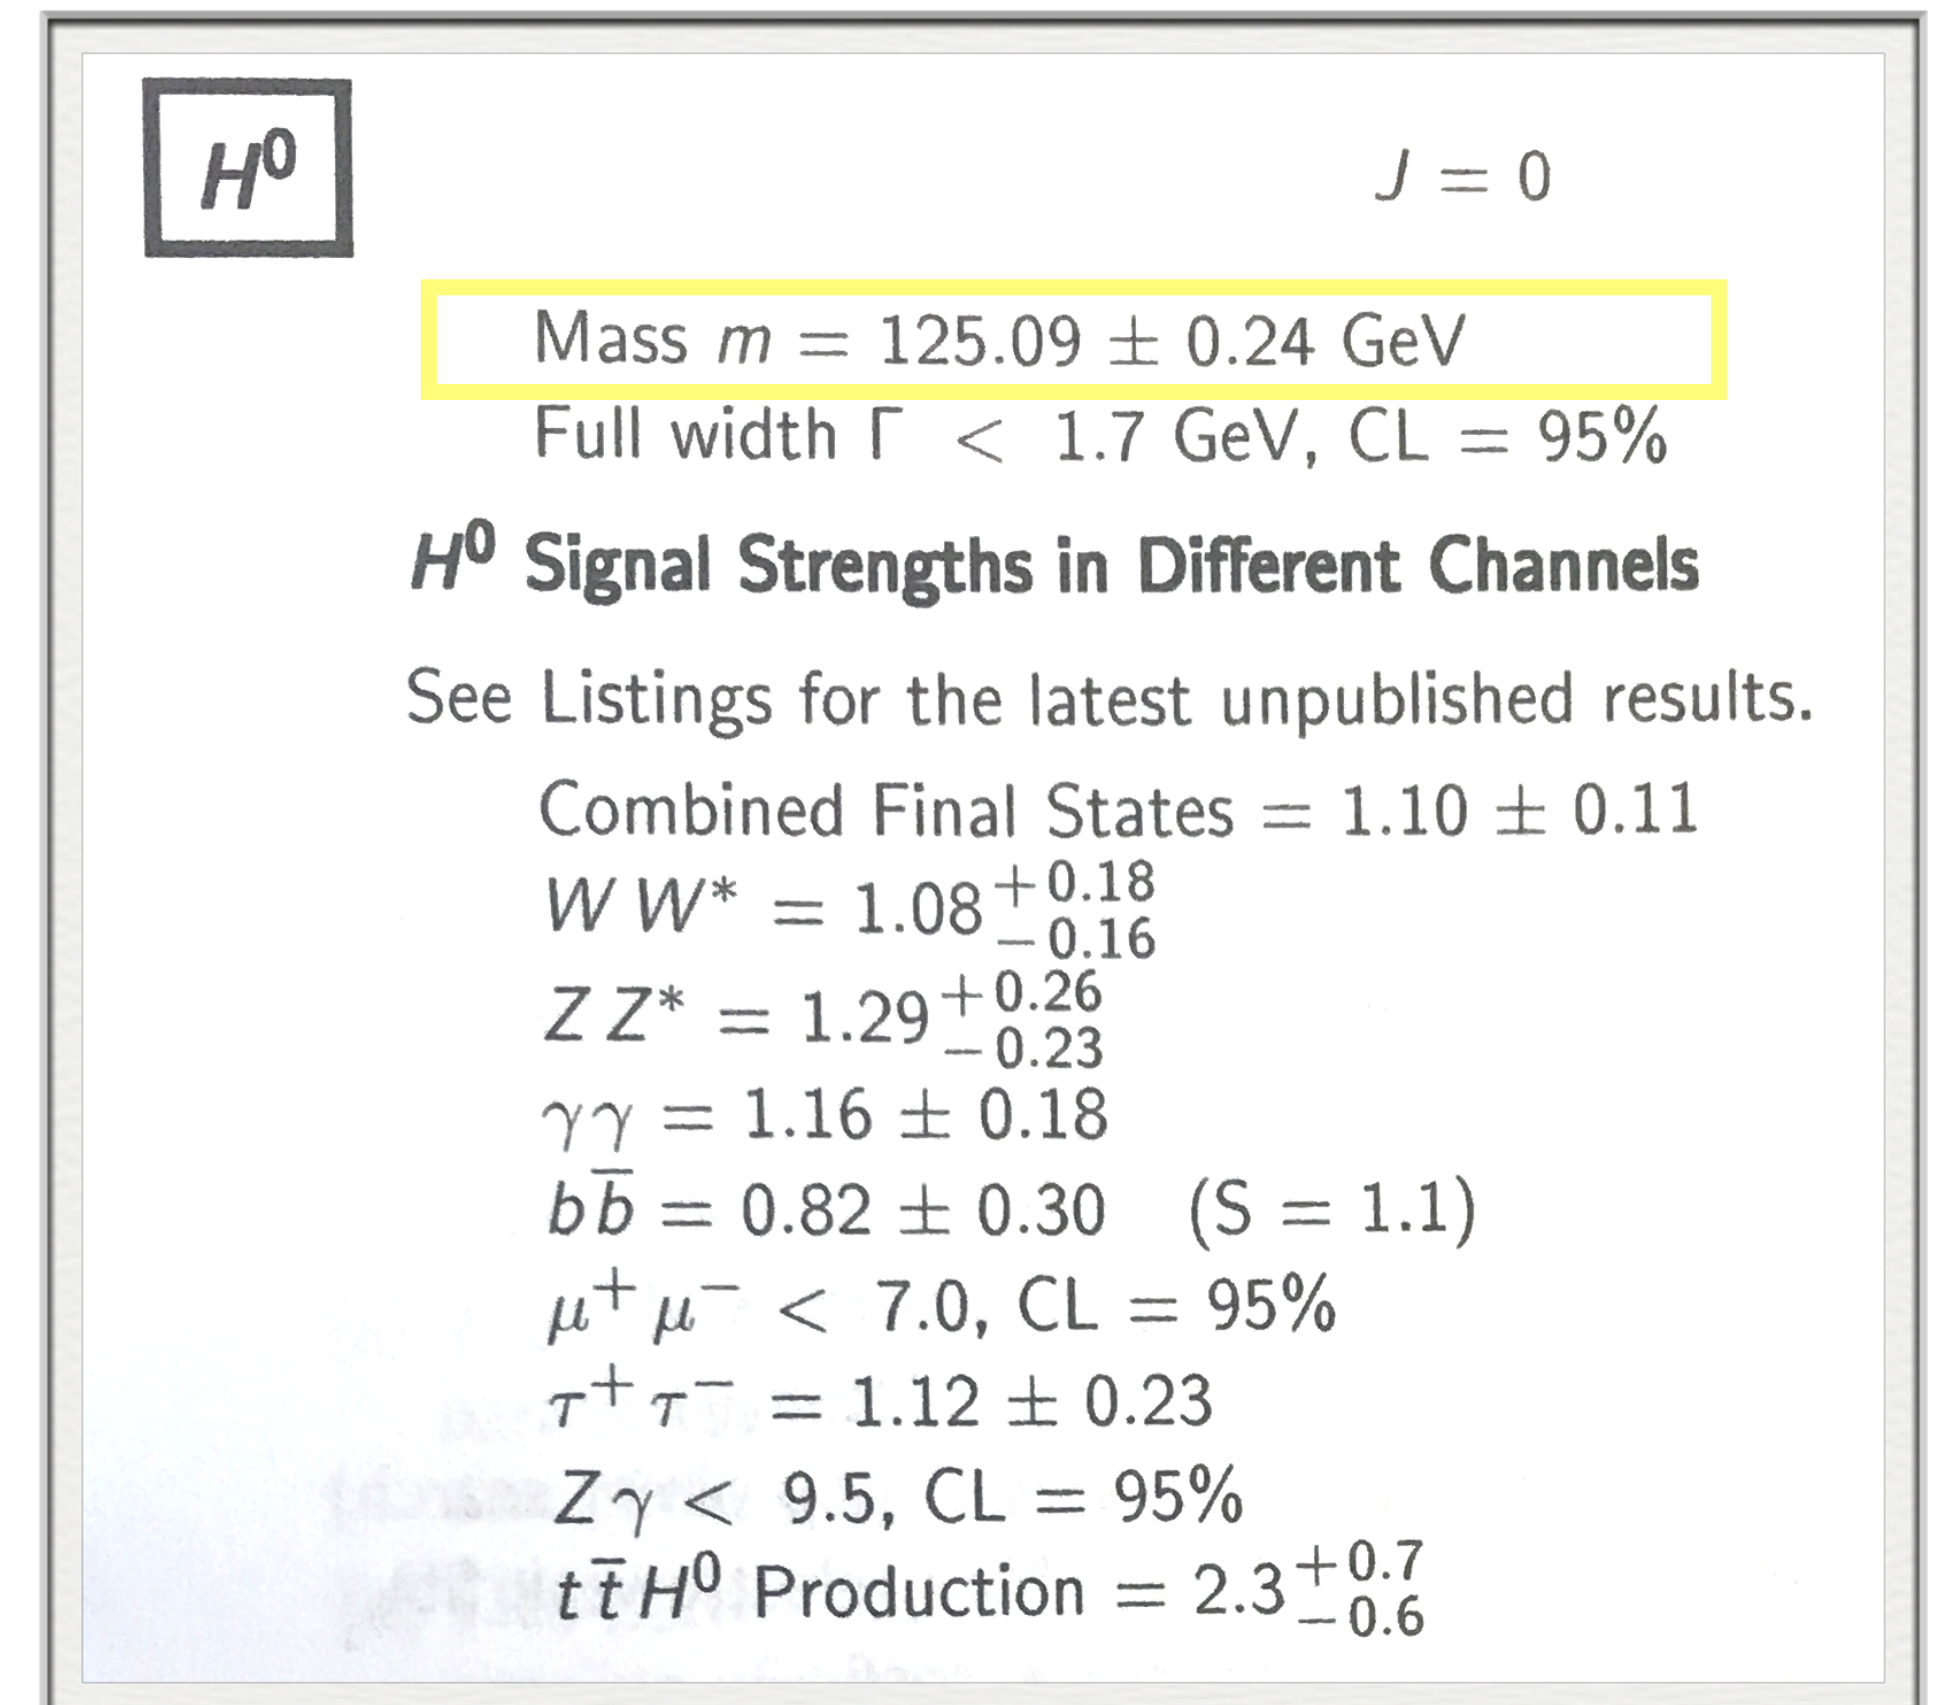 H⁰
J = 0
Mass m = 125.09 ± 0.24 GeV
Full width Γ < 1.7 GeV, CL = 95%
H⁰ Signal Strengths in Different Channels
See Listings for the latest unpublished results.
Combined Final States = 1.10 ± 0.11
W W* = 1.08 +0.18 −0.16
Z Z* = 1.29 +0.26 −0.23
γγ = 1.16 ± 0.18
b b̅ = 0.82 ± 0.30 (S = 1.1)
μ⁺ μ⁻ < 7.0, CL = 95%
τ⁺ τ⁻ = 1.12 ± 0.23
Z γ < 9.5, CL = 95%
t t̅ H⁰ Production = 2.3 +0.7 −0.6